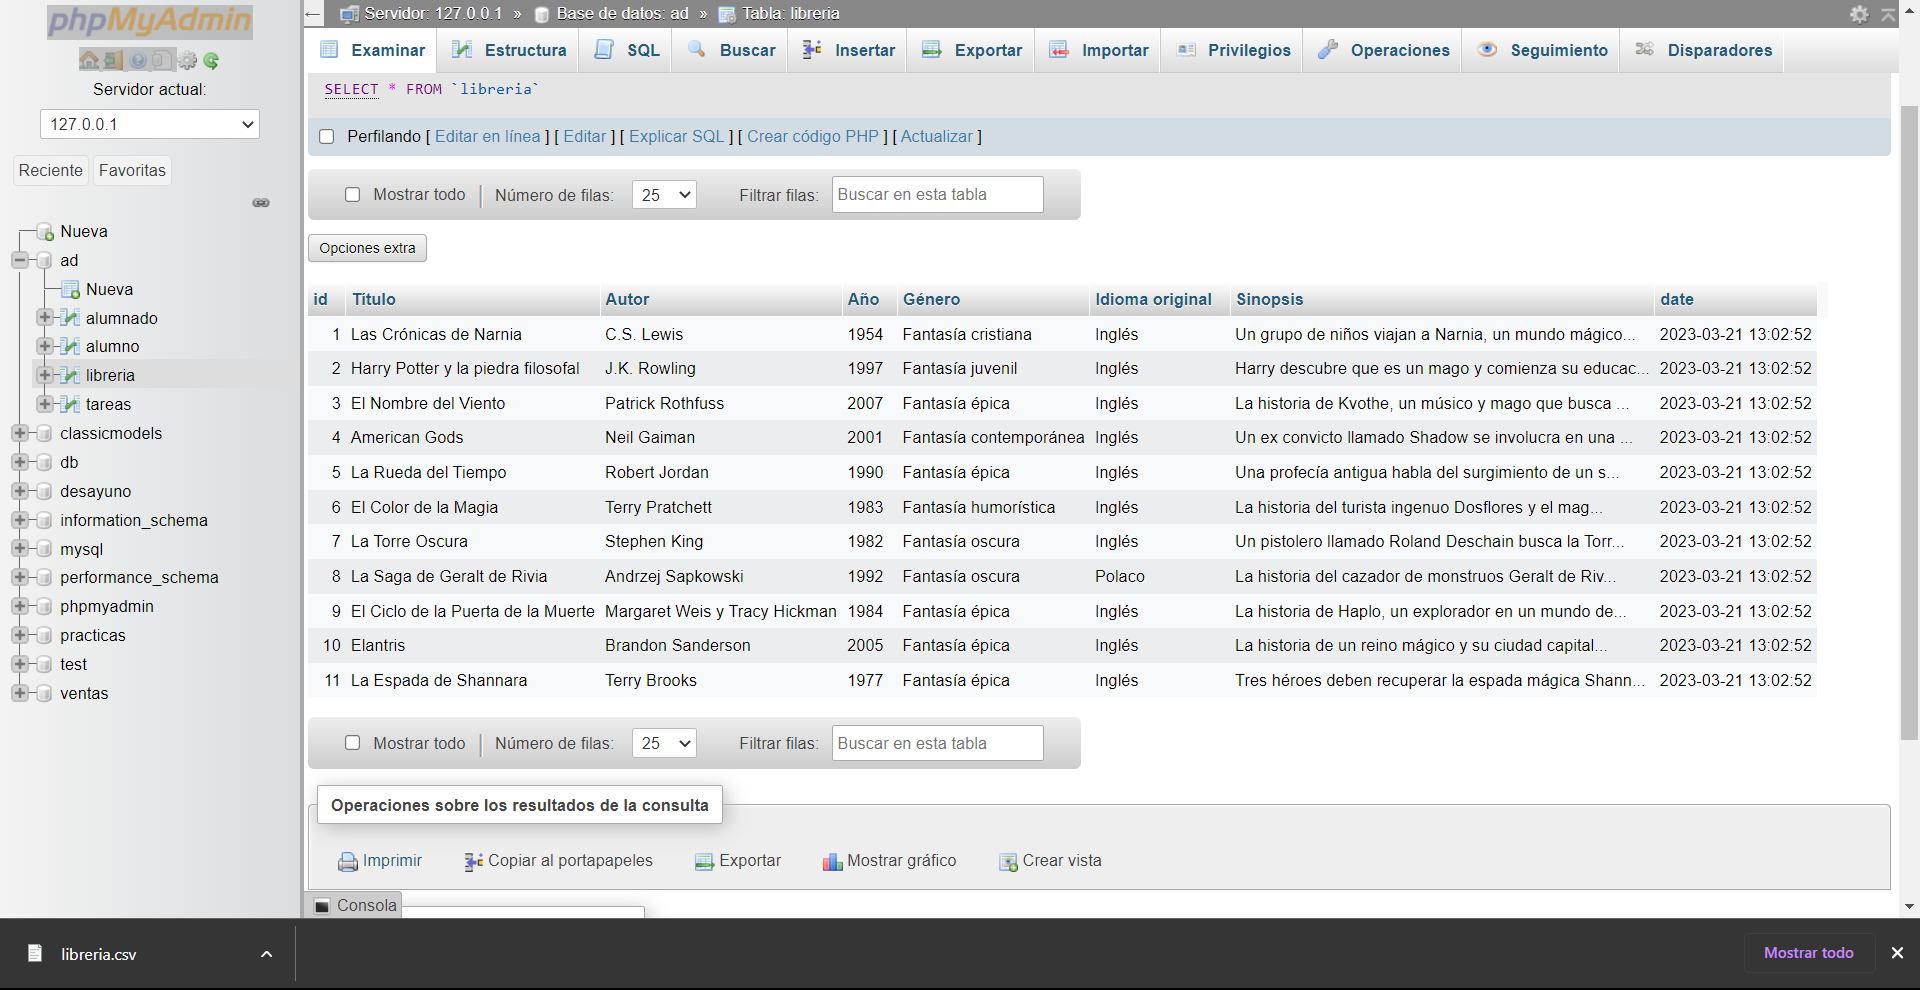 phpMyAdmin
Servidor actual:
127.0.0.1
Reciente Favoritas
Nueva
ad
Nueva
alumnado
alumno
libreria
tareas
classicmodels
db
desayuno
information_schema
mysql
performance_schema
phpmyadmin
practicas
test
ventas
← Servidor: 127.0.0.1 » Base de datos: ad » Tabla: libreria
Examinar Estructura SQL Buscar Insertar Exportar Importar Privilegios Operaciones Seguimiento Disparadores
SELECT * FROM `libreria`
Perfilando [ Editar en línea ] [ Editar ] [ Explicar SQL ] [ Crear código PHP ] [ Actualizar ]
Mostrar todo Número de filas: 25 Filtrar filas: Buscar en esta tabla
Opciones extra
id Título Autor Año Género Idioma original Sinopsis date
1 Las Crónicas de Narnia C.S. Lewis 1954 Fantasía cristiana Inglés Un grupo de niños viajan a Narnia, un mundo mágico... 2023-03-21 13:02:52
2 Harry Potter y la piedra filosofal J.K. Rowling 1997 Fantasía juvenil Inglés Harry descubre que es un mago y comienza su educac... 2023-03-21 13:02:52
3 El Nombre del Viento Patrick Rothfuss 2007 Fantasía épica Inglés La historia de Kvothe, un músico y mago que busca ... 2023-03-21 13:02:52
4 American Gods Neil Gaiman 2001 Fantasía contemporánea Inglés Un ex convicto llamado Shadow se involucra en una ... 2023-03-21 13:02:52
5 La Rueda del Tiempo Robert Jordan 1990 Fantasía épica Inglés Una profecía antigua habla del surgimiento de un s... 2023-03-21 13:02:52
6 El Color de la Magia Terry Pratchett 1983 Fantasía humorística Inglés La historia del turista ingenuo Dosflores y el mag... 2023-03-21 13:02:52
7 La Torre Oscura Stephen King 1982 Fantasía oscura Inglés Un pistolero llamado Roland Deschain busca la Torr... 2023-03-21 13:02:52
8 La Saga de Geralt de Rivia Andrzej Sapkowski 1992 Fantasía oscura Polaco La historia del cazador de monstruos Geralt de Riv... 2023-03-21 13:02:52
9 El Ciclo de la Puerta de la Muerte Margaret Weis y Tracy Hickman 1984 Fantasía épica Inglés La historia de Haplo, un explorador en un mundo de... 2023-03-21 13:02:52
10 Elantris Brandon Sanderson 2005 Fantasía épica Inglés La historia de un reino mágico y su ciudad capital... 2023-03-21 13:02:52
11 La Espada de Shannara Terry Brooks 1977 Fantasía épica Inglés Tres héroes deben recuperar la espada mágica Shann... 2023-03-21 13:02:52
Mostrar todo Número de filas: 25 Filtrar filas: Buscar en esta tabla
Operaciones sobre los resultados de la consulta
Imprimir Copiar al portapapeles Exportar Mostrar gráfico Crear vista
Consola
libreria.csv Mostrar todo